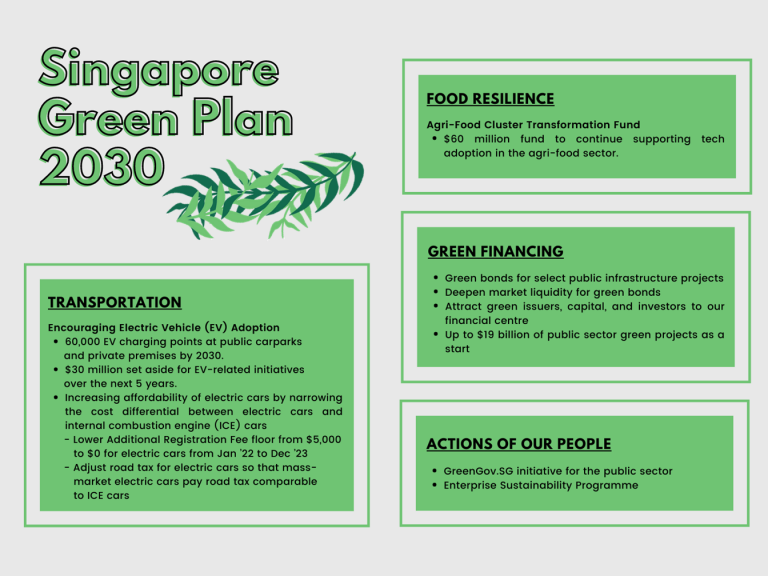 Singapore
Green Plan
2030
TRANSPORTATION
Encouraging Electric Vehicle (EV) Adoption
• 60,000 EV charging points at public carparks
and private premises by 2030.
• $30 million set aside for EV-related initiatives
over the next 5 years.
• Increasing affordability of electric cars by narrowing
the cost differential between electric cars and
internal combustion engine (ICE) cars
- Lower Additional Registration Fee floor from $5,000
to $0 for electric cars from Jan '22 to Dec '23
- Adjust road tax for electric cars so that mass-
market electric cars pay road tax comparable
to ICE cars
FOOD RESILIENCE
Agri-Food Cluster Transformation Fund
• $60 million fund to continue supporting tech
adoption in the agri-food sector.
GREEN FINANCING
• Green bonds for select public infrastructure projects
• Deepen market liquidity for green bonds
• Attract green issuers, capital, and investors to our
financial centre
• Up to $19 billion of public sector green projects as a
start
ACTIONS OF OUR PEOPLE
• GreenGov.SG initiative for the public sector
• Enterprise Sustainability Programme